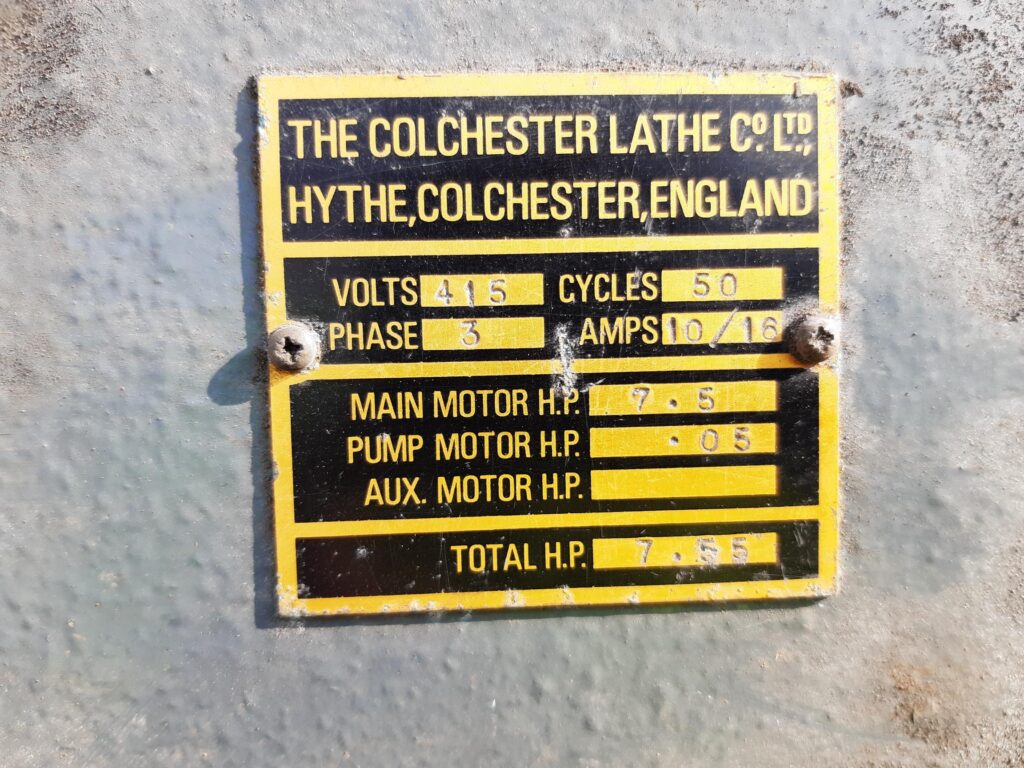 THE COLCHESTER LATHE CO. LTD.,
HYTHE, COLCHESTER, ENGLAND
VOLTS 415 CYCLES 50
PHASE 3 AMPS 10/16
MAIN MOTOR H.P. 7.5
PUMP MOTOR H.P. .05
AUX. MOTOR H.P.
TOTAL H.P. 7.55